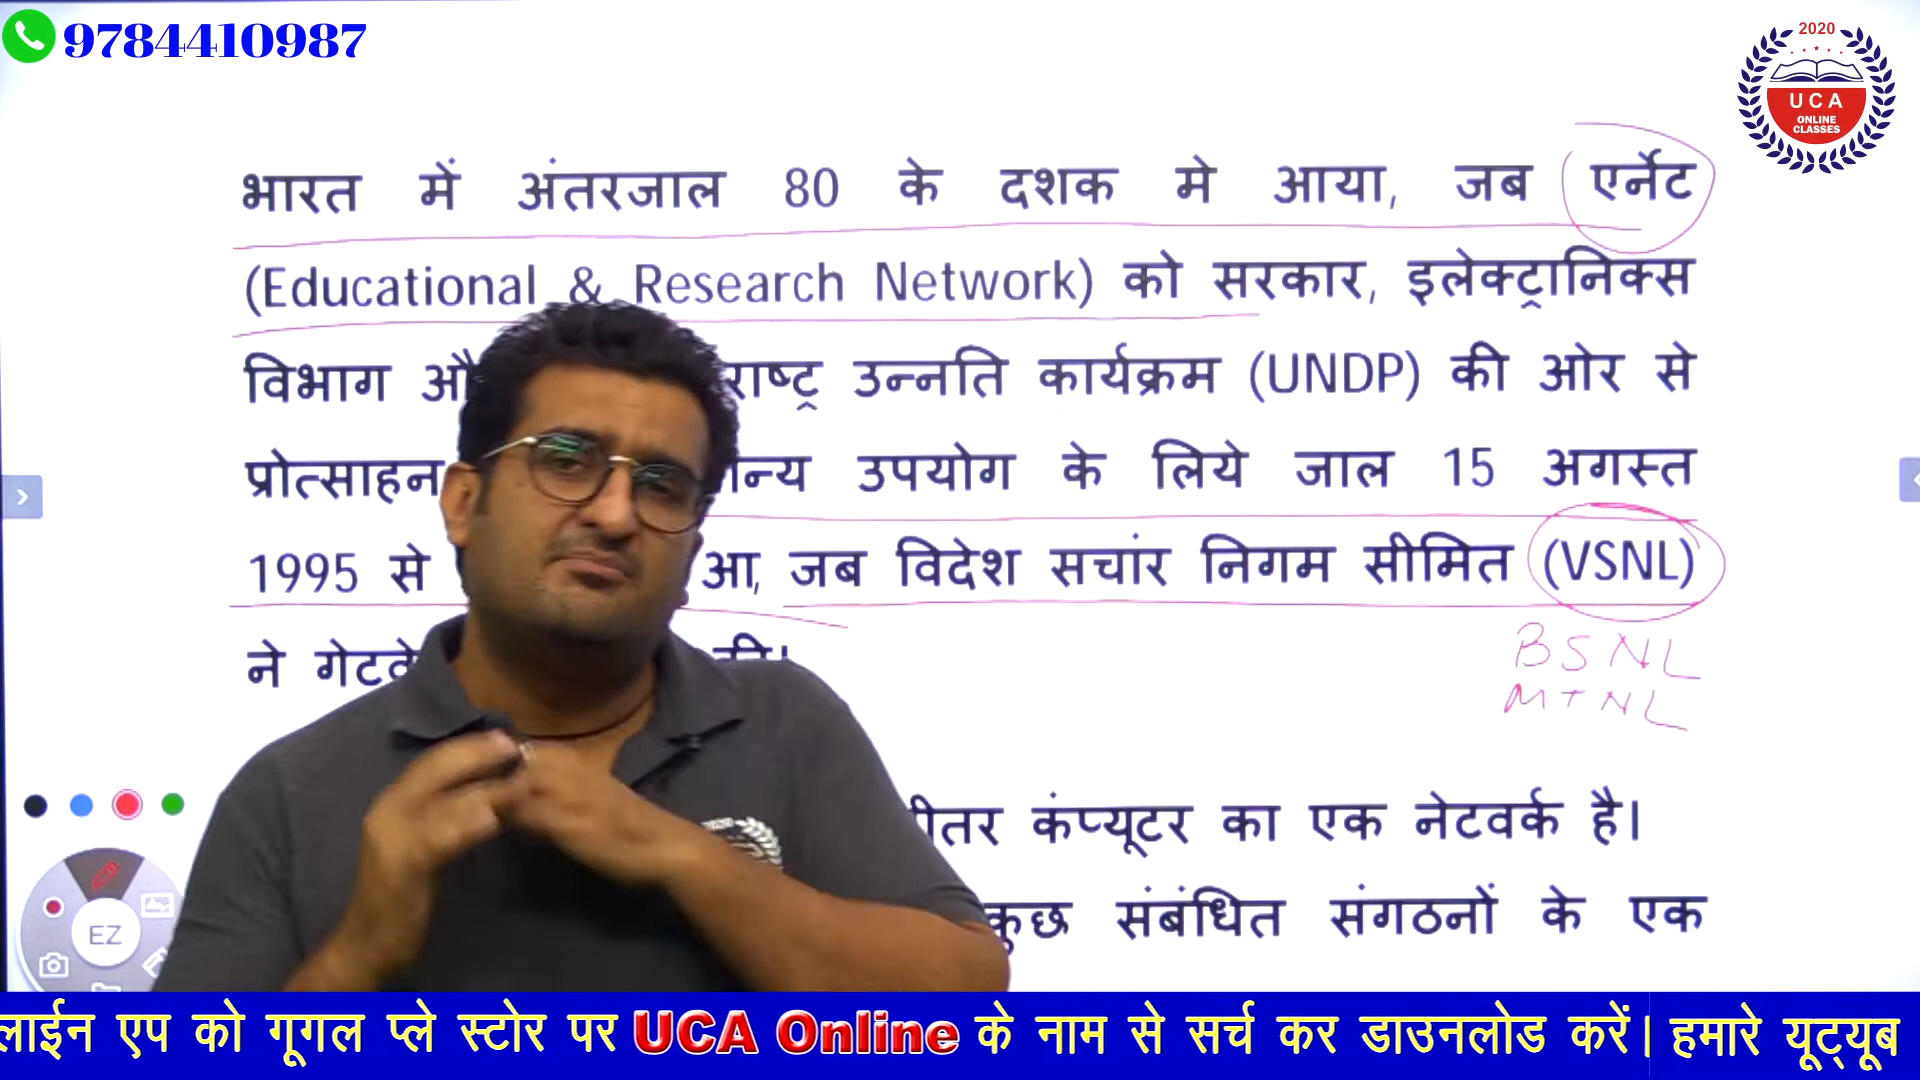 9784410987
2020
UCA
ONLINE
CLASSES
भारत में अंतरजाल 80 के दशक मे आया, जब एर्नेट
(Educational & Research Network) को सरकार, इलेक्ट्रानिक्स
विभाग राष्ट्र उन्नति कार्यक्रम (UNDP) की ओर से
प्रोत्साहन उपयोग के लिये जाल 15 अगस्त
1995 से जब विदेश सचांर निगम सीमित (VSNL)
ने की।
BSNL
MTNL
कंप्यूटर का एक नेटवर्क है।
कुछ संबंधित संगठनों के एक
EZ
लाईन एप को गूगल प्ले स्टोर पर UCA Online के नाम से सर्च कर डाउनलोड करें| हमारे यूट्यूब